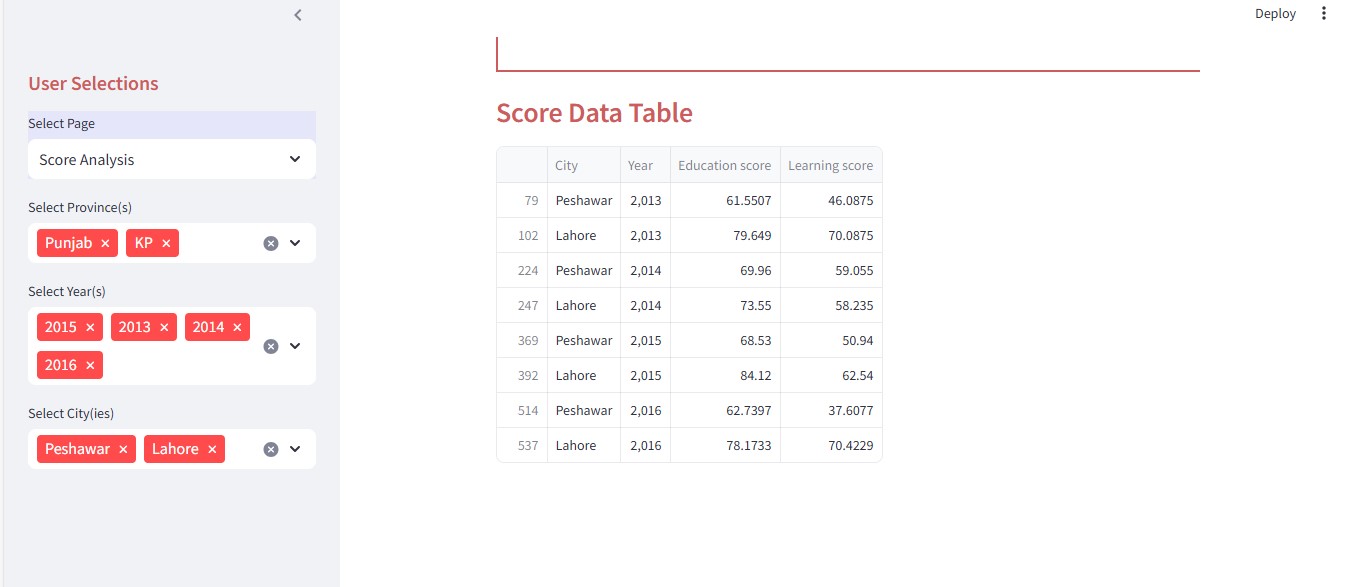 Deploy
User Selections
Select Page
Score Analysis
Select Province(s)
Punjab KP
Select Year(s)
2015 2013 2014
2016
Select City(ies)
Peshawar Lahore
Score Data Table
City Year Education score Learning score
79 Peshawar 2,013 61.5507 46.0875
102 Lahore 2,013 79.649 70.0875
224 Peshawar 2,014 69.96 59.055
247 Lahore 2,014 73.55 58.235
369 Peshawar 2,015 68.53 50.94
392 Lahore 2,015 84.12 62.54
514 Peshawar 2,016 62.7397 37.6077
537 Lahore 2,016 78.1733 70.4229